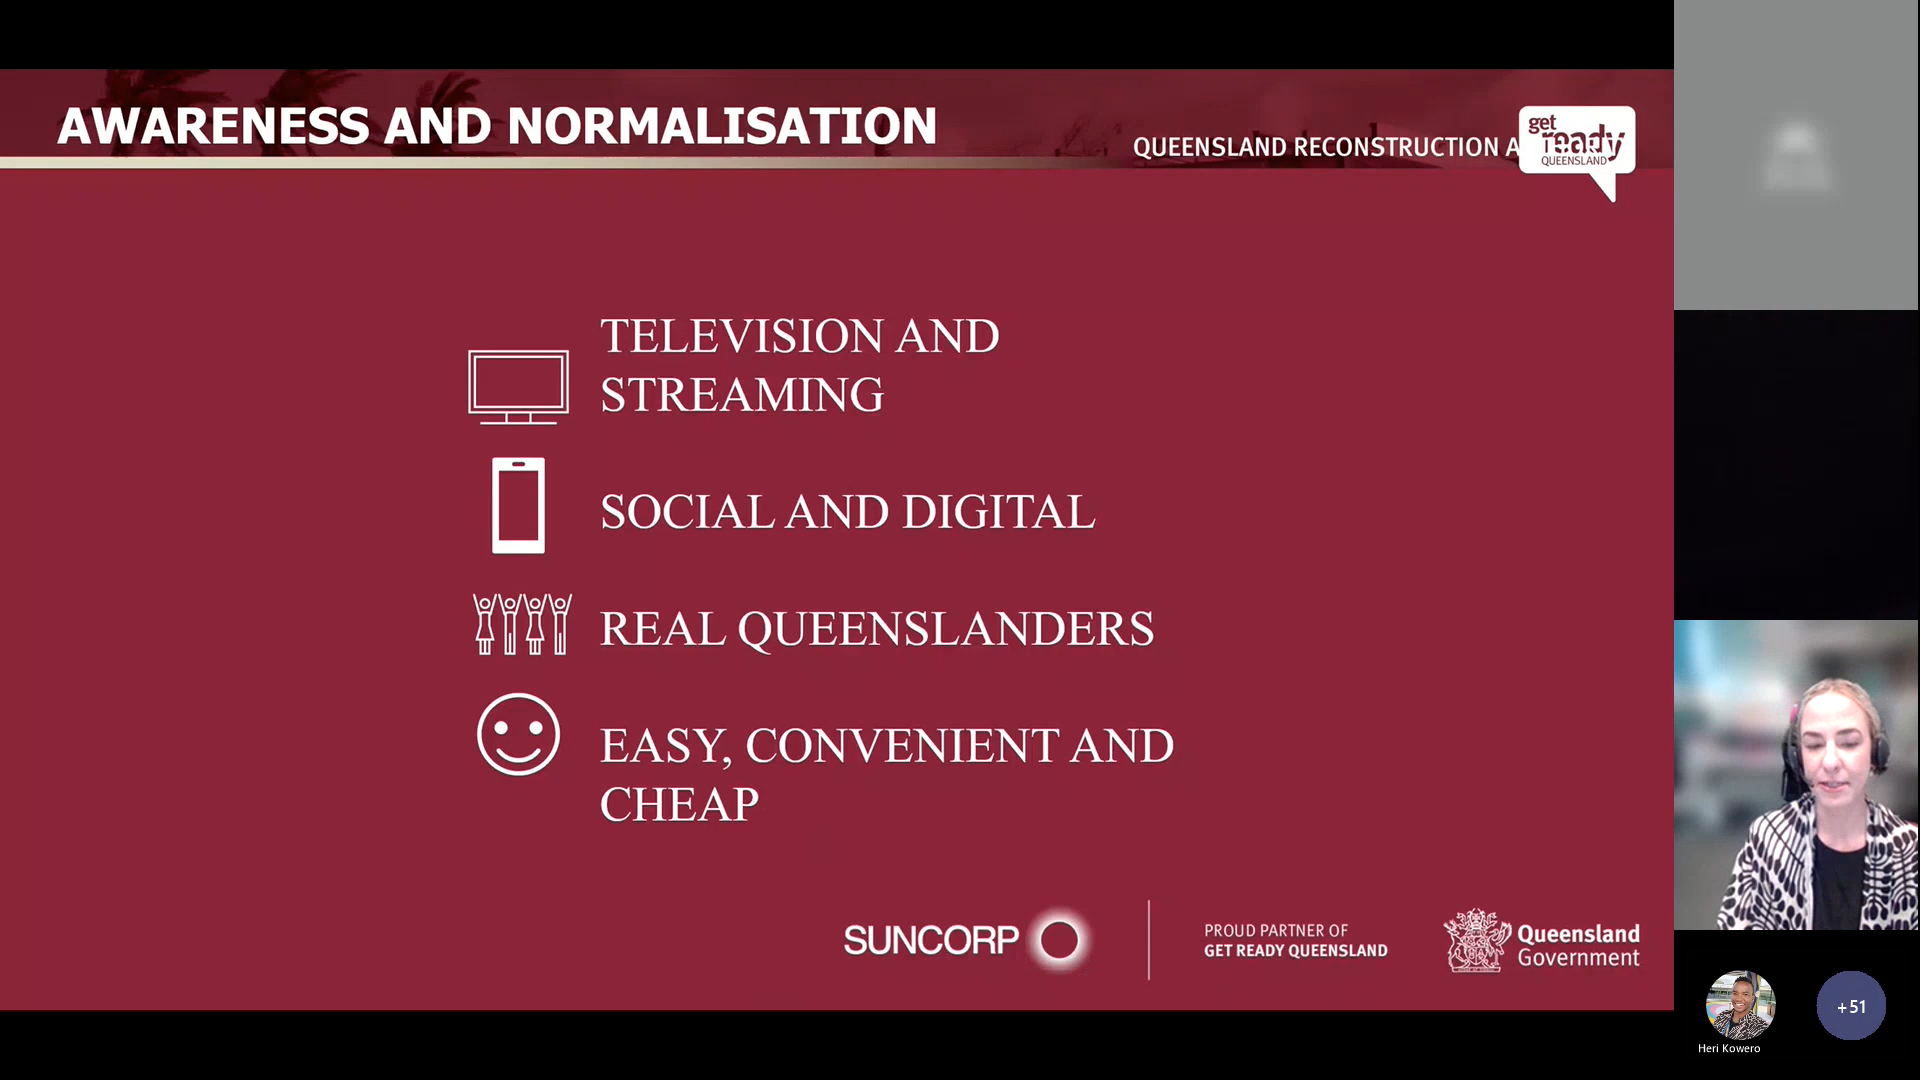 AWARENESS AND NORMALISATION
QUEENSLAND RECONSTRUCTION
get
ready
QUEENSLAND
TELEVISION AND
STREAMING
SOCIAL AND DIGITAL
REAL QUEENSLANDERS
EASY, CONVENIENT AND
CHEAP
SUNCORP
PROUD PARTNER OF
GET READY QUEENSLAND
Queensland
Government
Heri Kowero
+51